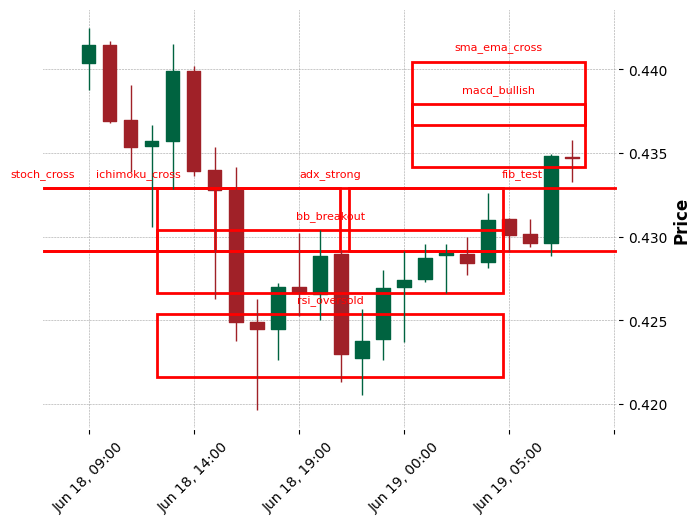 sma_ema_cross
0.440
macd_bullish
0.435
stoch_cross
ichimoku_cross
adx_strong
fib_test
bb_breakout
0.430
Price
rsi_oversold
0.425
0.420
Jun 18, 09:00
Jun 18, 14:00
Jun 18, 19:00
Jun 19, 00:00
Jun 19, 05:00